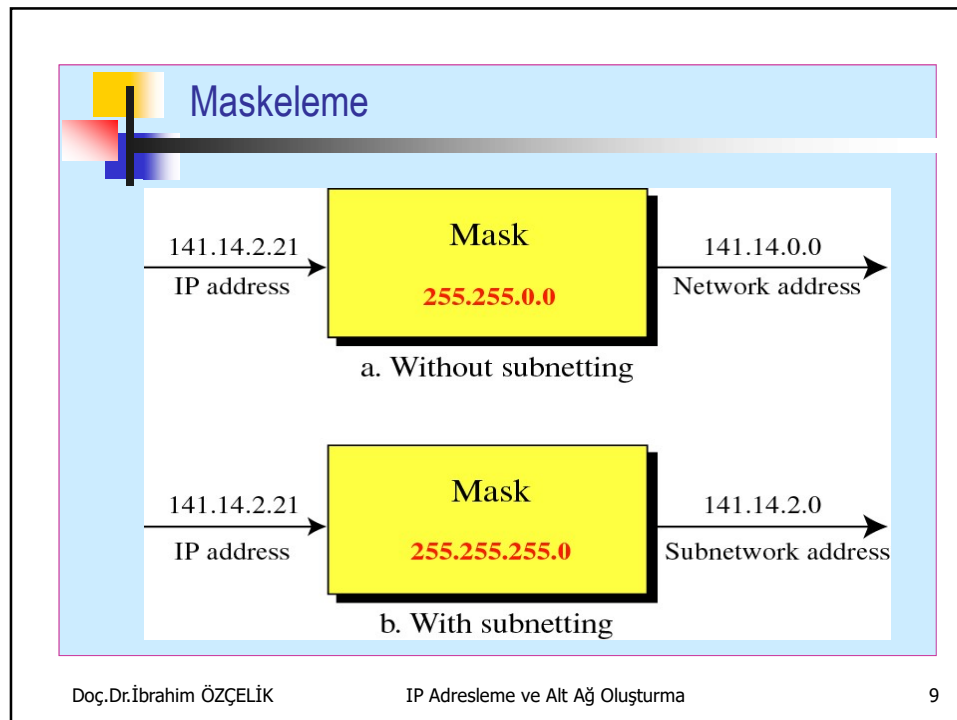 Maskeleme
141.14.2.21
IP address
Mask
255.255.0.0
141.14.0.0
Network address
a. Without subnetting
141.14.2.21
IP address
Mask
255.255.255.0
141.14.2.0
Subnetwork address
b. With subnetting
Doç.Dr.İbrahim ÖZÇELİK IP Adresleme ve Alt Ağ Oluşturma 9